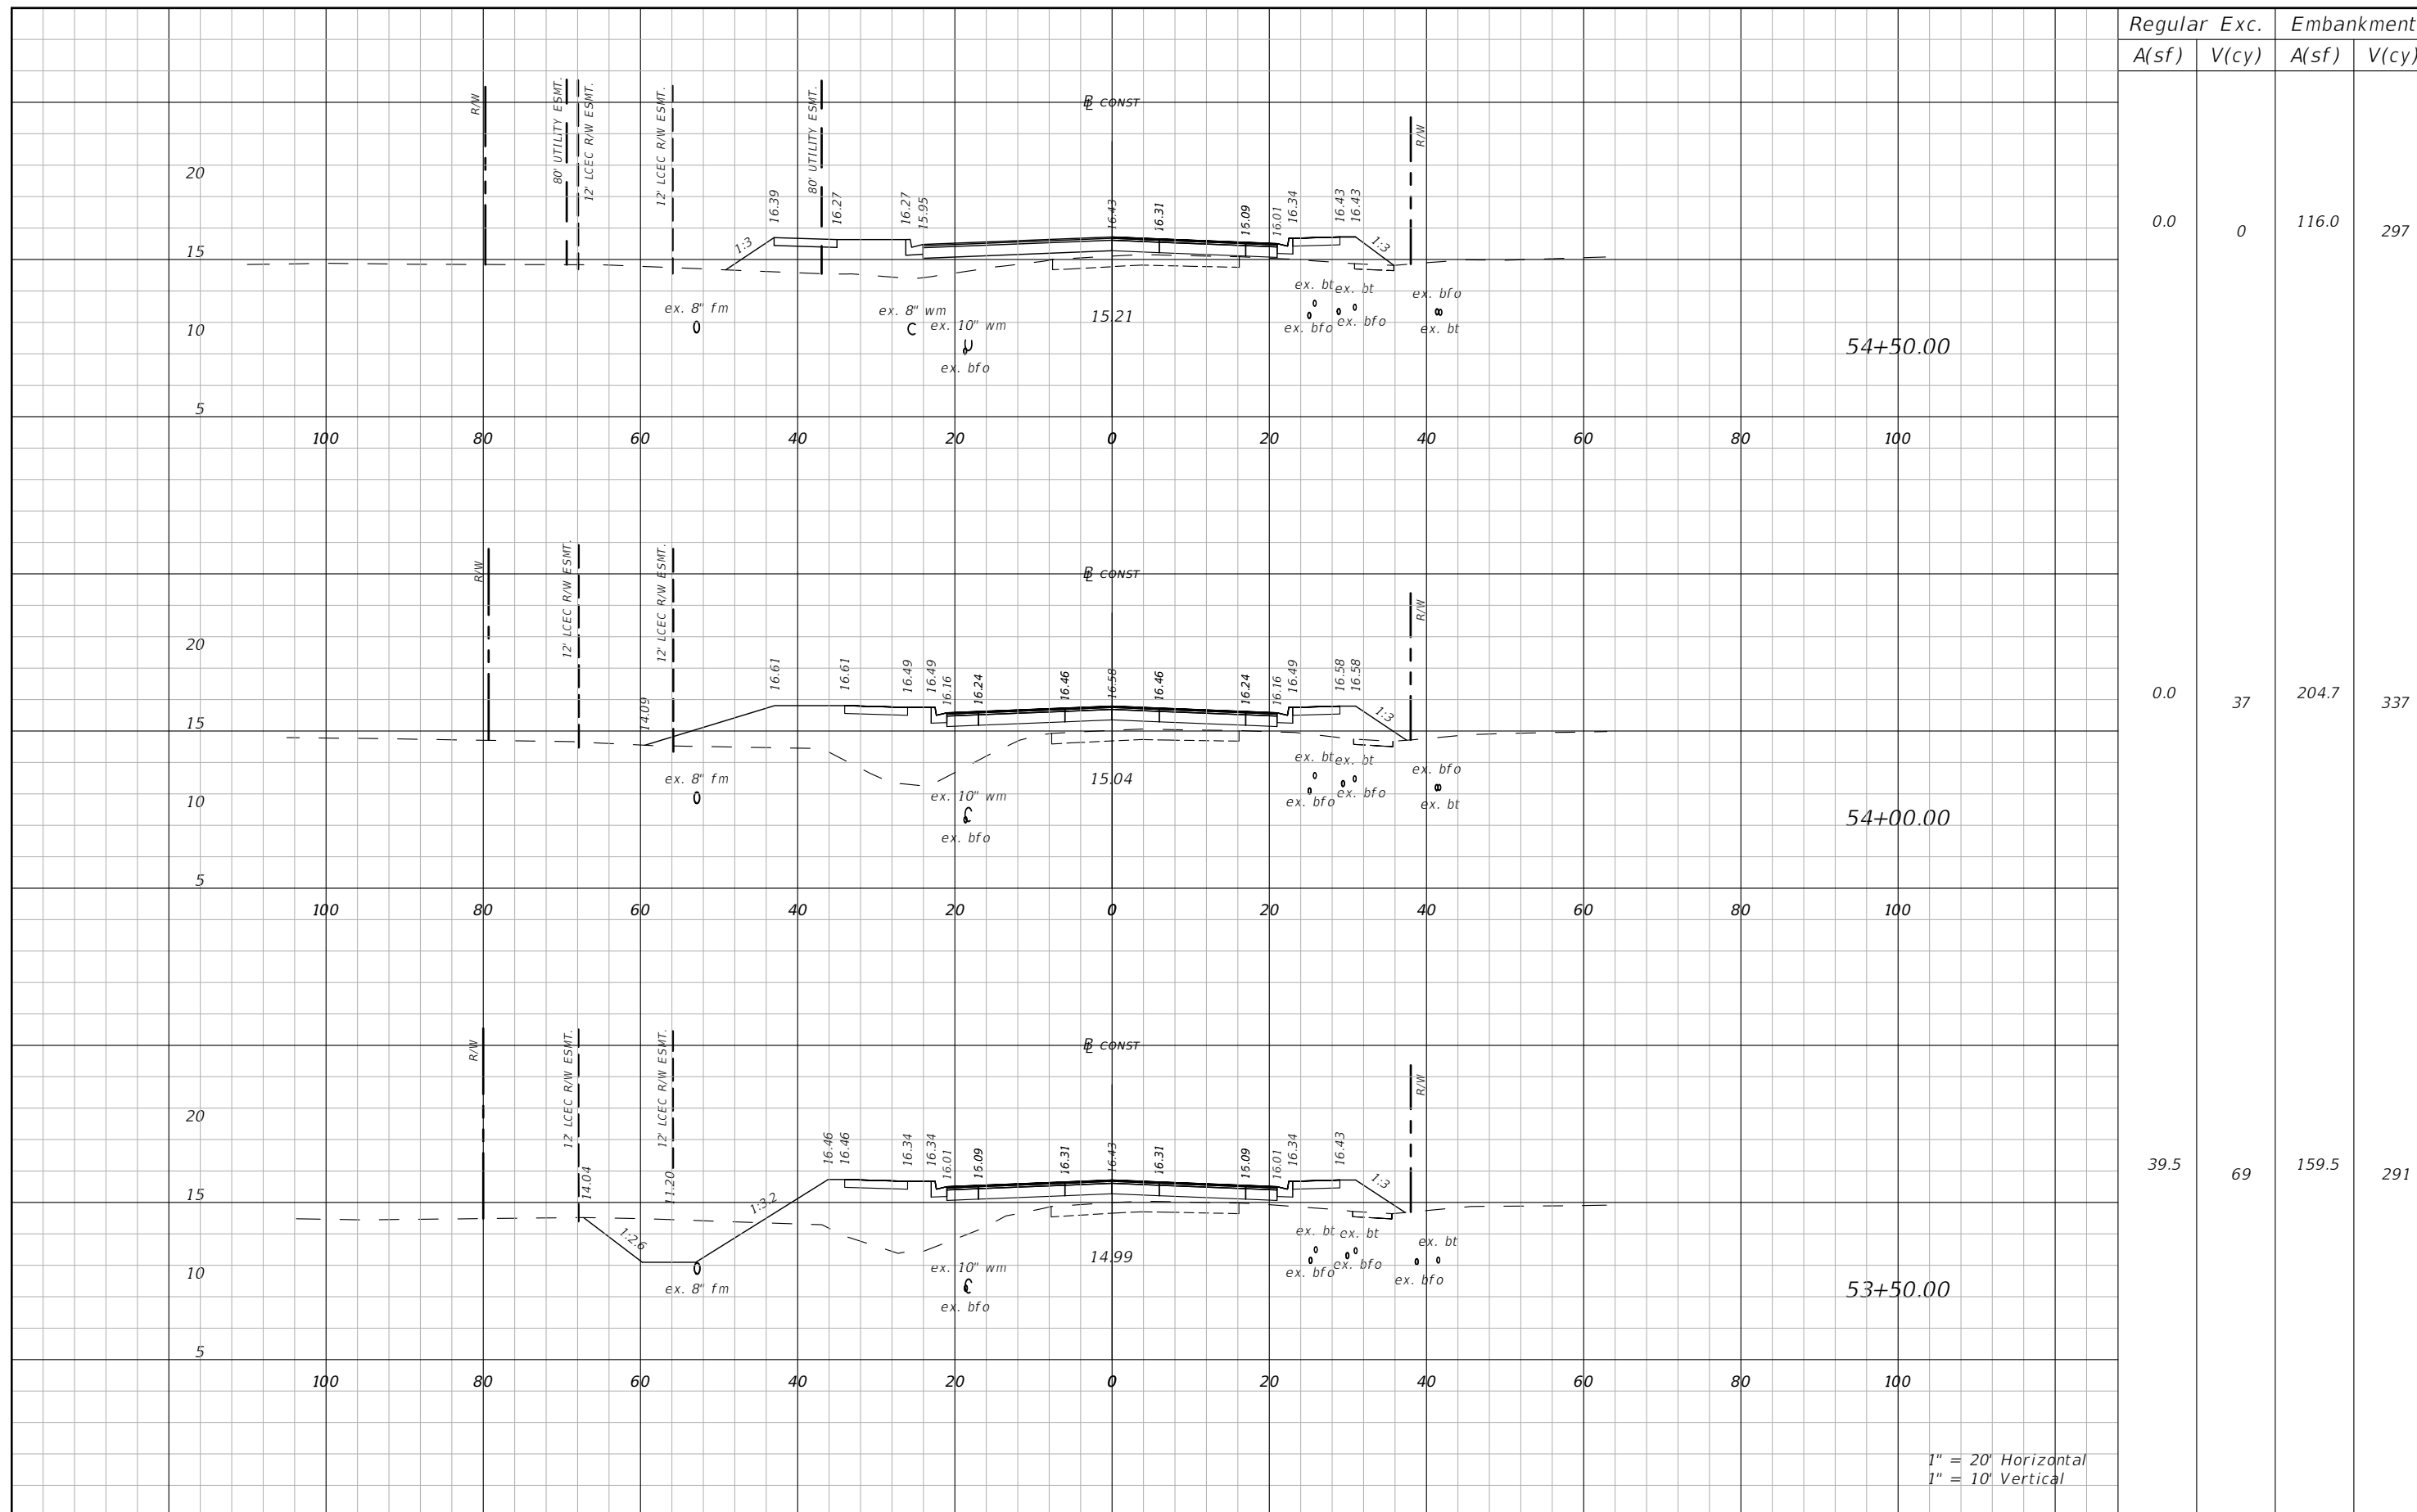 Regular Exc. Embankment
A(sf) V(cy) A(sf) V(cy)
R/W
80' UTILITY ESMT.
12' LCEC R/W ESMT.
12' LCEC R/W ESMT.
80' UTILITY ESMT.
BL CONST
R/W
20
15
10
5
1:3
16.39
16.27
16.27
15.95
16.43
16.31
16.09
16.01
16.34
16.43
16.43
1:3
0.0 0 116.0 297
ex. 8" fm
ex. 8" wm
ex. 10" wm
ex. bfo
15.21
ex. bt
ex. bt
ex. bfo
ex. bfo
ex. bfo
ex. bt
54+50.00
100 80 60 40 20 0 20 40 60 80 100
R/W
12' LCEC R/W ESMT.
12' LCEC R/W ESMT.
BL CONST
R/W
20
15
10
5
14.09
16.61
16.61
16.49
16.49
16.16
16.24
16.46
16.58
16.46
16.24
16.16
16.49
16.58
16.58
1:3
0.0 37 204.7 337
ex. 8" fm
ex. 10" wm
ex. bfo
15.04
ex. bt
ex. bt
ex. bfo
ex. bfo
ex. bfo
ex. bt
54+00.00
100 80 60 40 20 0 20 40 60 80 100
R/W
12' LCEC R/W ESMT.
12' LCEC R/W ESMT.
BL CONST
R/W
20
15
10
5
14.04
1:2.6
11.20
1:3.2
16.46
16.46
16.34
16.34
16.01
16.09
16.31
16.43
16.31
16.09
16.01
16.34
16.43
1:3
39.5 69 159.5 291
ex. 8" fm
ex. 10" wm
ex. bfo
14.99
ex. bt
ex. bt
ex. bfo
ex. bfo
ex. bt
ex. bfo
53+50.00
100 80 60 40 20 0 20 40 60 80 100
1" = 20' Horizontal
1" = 10' Vertical